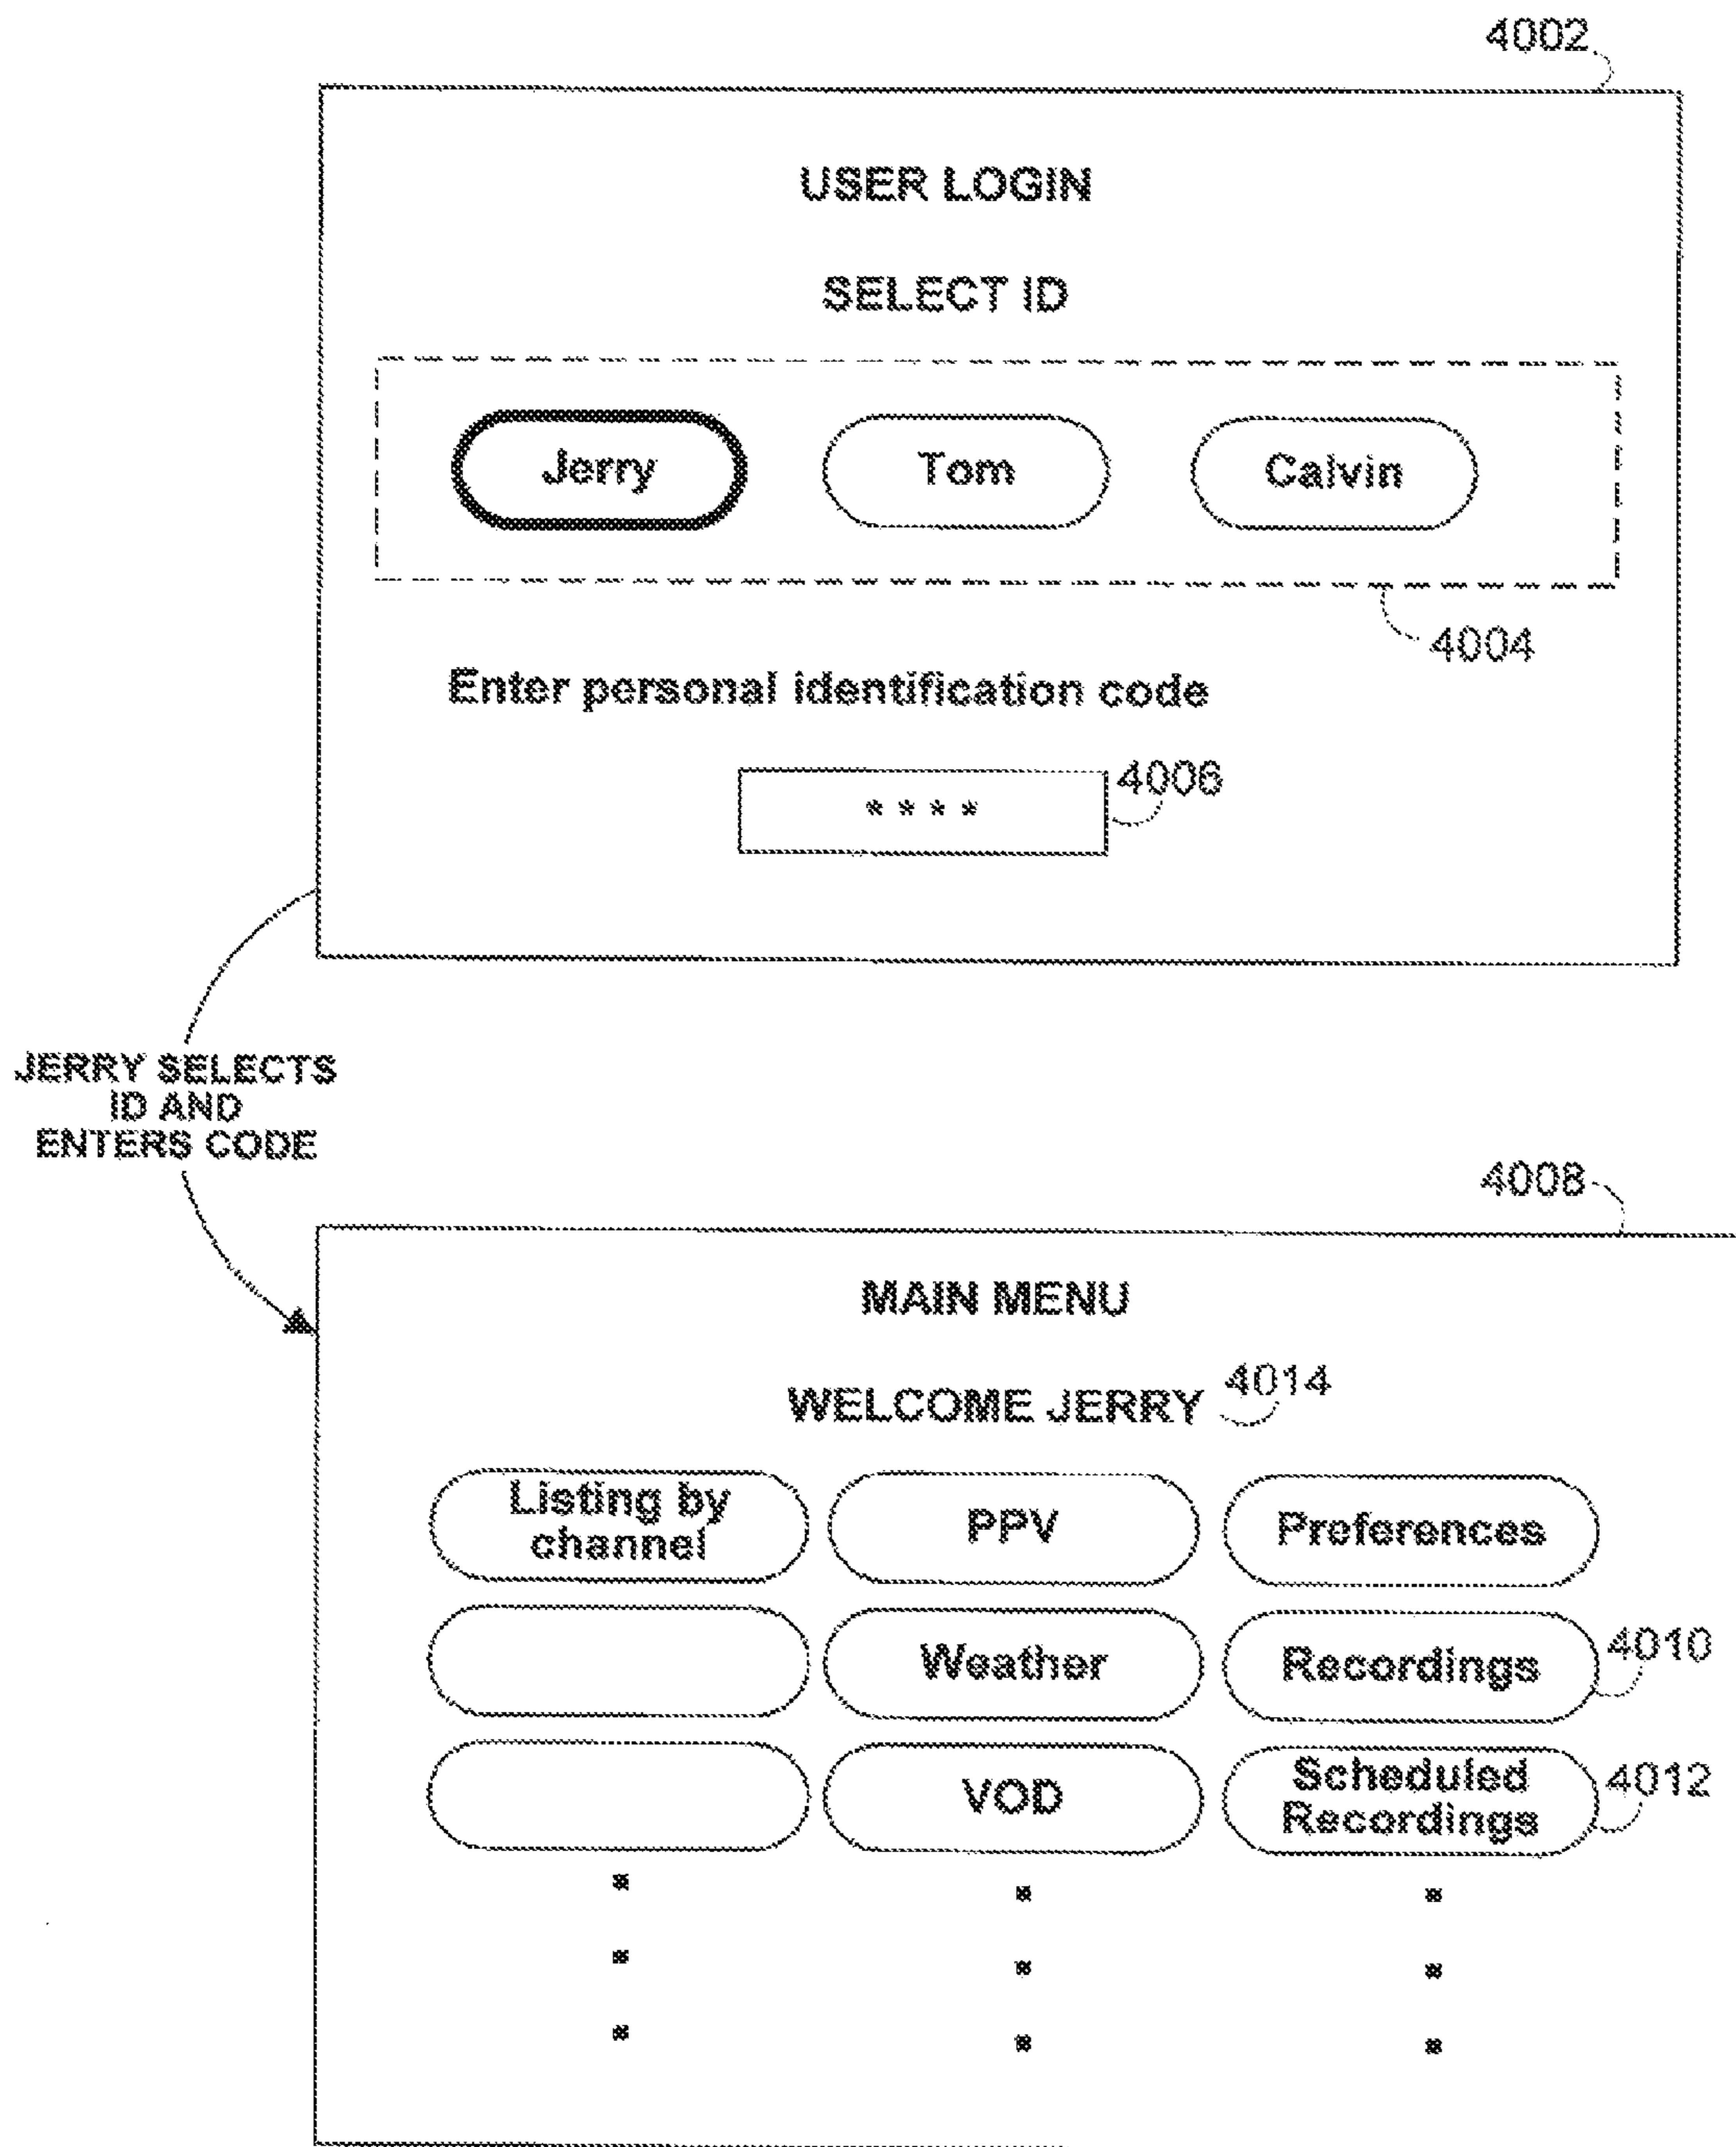 4002
USER LOGIN
SELECT ID
Jerry Tom Calvin
4004
Enter personal identification code
4006
* * * *
JERRY SELECTS
ID AND
ENTERS CODE
4008
MAIN MENU
WELCOME JERRY 4014
Listing by
channel
PPV
Preferences
Weather
Recordings
4010
VOD
Scheduled
Recordings
4012